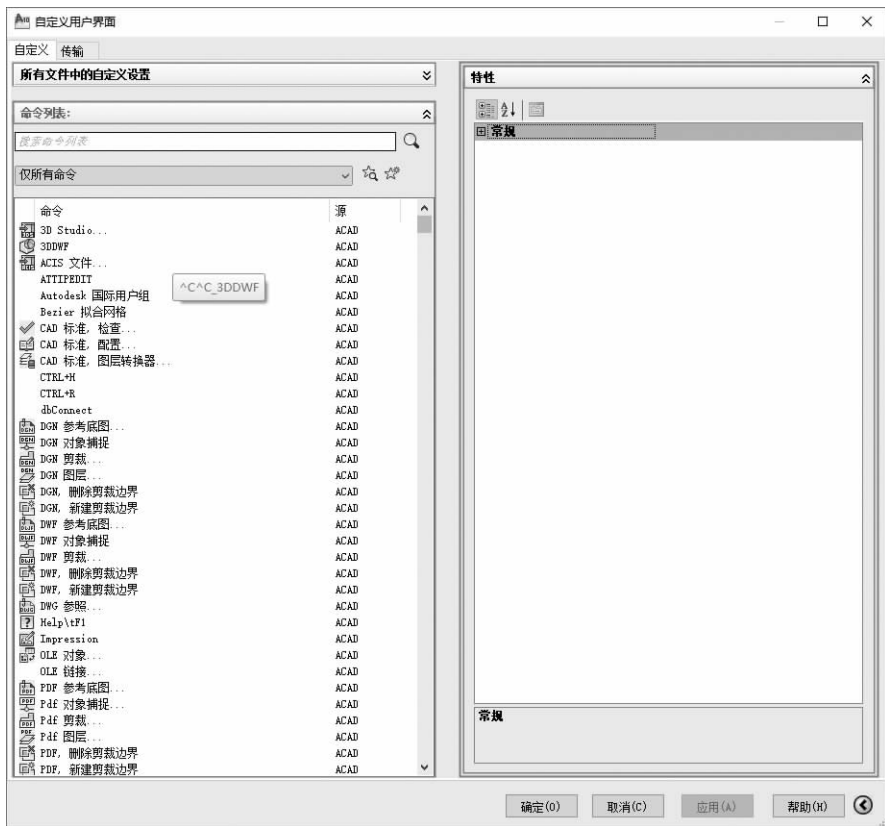 自定义用户界面
自定义 传输
所有文件中的自定义设置
命令列表:
搜索命令列表
仅所有命令
命令 源
3D Studio... ACAD
3DDWF ACAD
ACIS 文件... ACAD
ATTIPEDIT ACAD
^C^C_3DDWF
Autodesk 国际用户组 ACAD
Bezier 拟合网格 ACAD
CAD 标准, 检查... ACAD
CAD 标准, 配置... ACAD
CAD 标准, 图层转换器... ACAD
CTRL+H ACAD
CTRL+R ACAD
dbConnect ACAD
DGN 参考底图... ACAD
DGN 对象捕捉 ACAD
DGN 剪裁... ACAD
DGN 图层... ACAD
DGN, 删除剪裁边界 ACAD
DGN, 新建剪裁边界 ACAD
DWF 参考底图... ACAD
DWF 对象捕捉 ACAD
DWF 剪裁... ACAD
DWF, 删除剪裁边界 ACAD
DWF, 新建剪裁边界 ACAD
DWG 参照... ACAD
Help\tF1 ACAD
Impression ACAD
OLE 对象... ACAD
OLE 链接... ACAD
PDF 参考底图... ACAD
Pdf 对象捕捉... ACAD
Pdf 剪裁... ACAD
Pdf 图层... ACAD
PDF, 删除剪裁边界 ACAD
PDF, 新建剪裁边界 ACAD
特性
常规
常规
确定(O) 取消(C) 应用(A) 帮助(H)